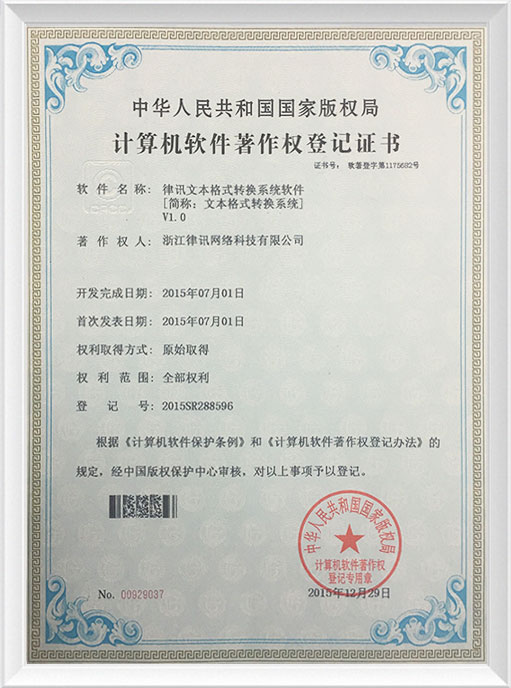 中华人民共和国国家版权局
计算机软件著作权登记证书
证书号： 软著登字第1175682号
CPCC
软件名称： 律讯文本格式转换系统软件
[简称：文本格式转换系统]
V1.0
著作权人： 浙江律讯网络科技有限公司
开发完成日期： 2015年07月01日
首次发表日期： 2015年07月01日
权利取得方式： 原始取得
权利范围： 全部权利
登记号： 2015SR288596
根据《计算机软件保护条例》和《计算机软件著作权登记办法》的
规定，经中国版权保护中心审核，对以上事项予以登记。
中华人民共和国国家版权局
计算机软件著作权
登记专用章
No. 00929037
2015年12月29日